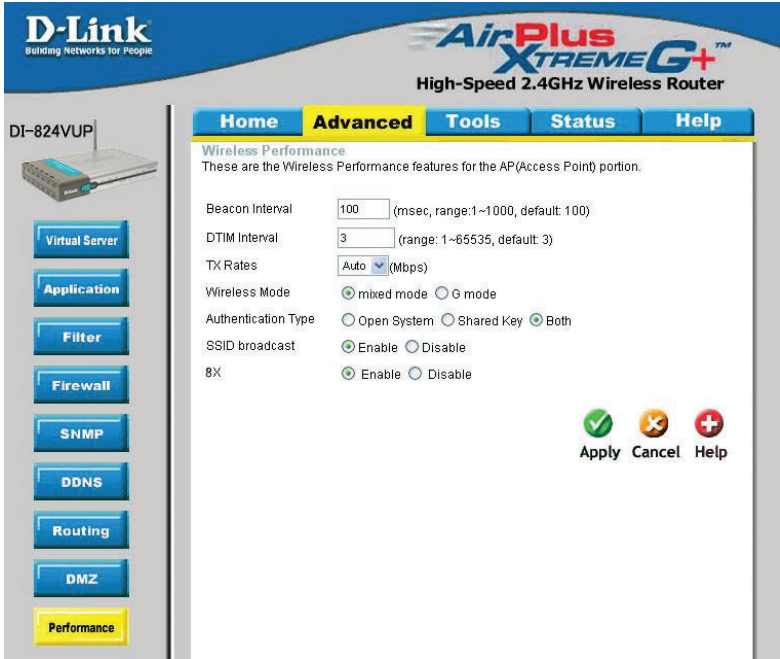 D-Link
Building Networks for People
AirPlus
XTREME G+™
High-Speed 2.4GHz Wireless Router
DI-824VUP
Home Advanced Tools Status Help
Wireless Performance
These are the Wireless Performance features for the AP(Access Point) portion.
Beacon Interval 100 (msec, range:1~1000, default: 100)
DTIM Interval 3 (range: 1~65535, default: 3)
TX Rates Auto (Mbps)
Wireless Mode mixed mode G mode
Authentication Type Open System Shared Key Both
SSID broadcast Enable Disable
8X Enable Disable
Apply Cancel Help
Virtual Server
Application
Filter
Firewall
SNMP
DDNS
Routing
DMZ
Performance